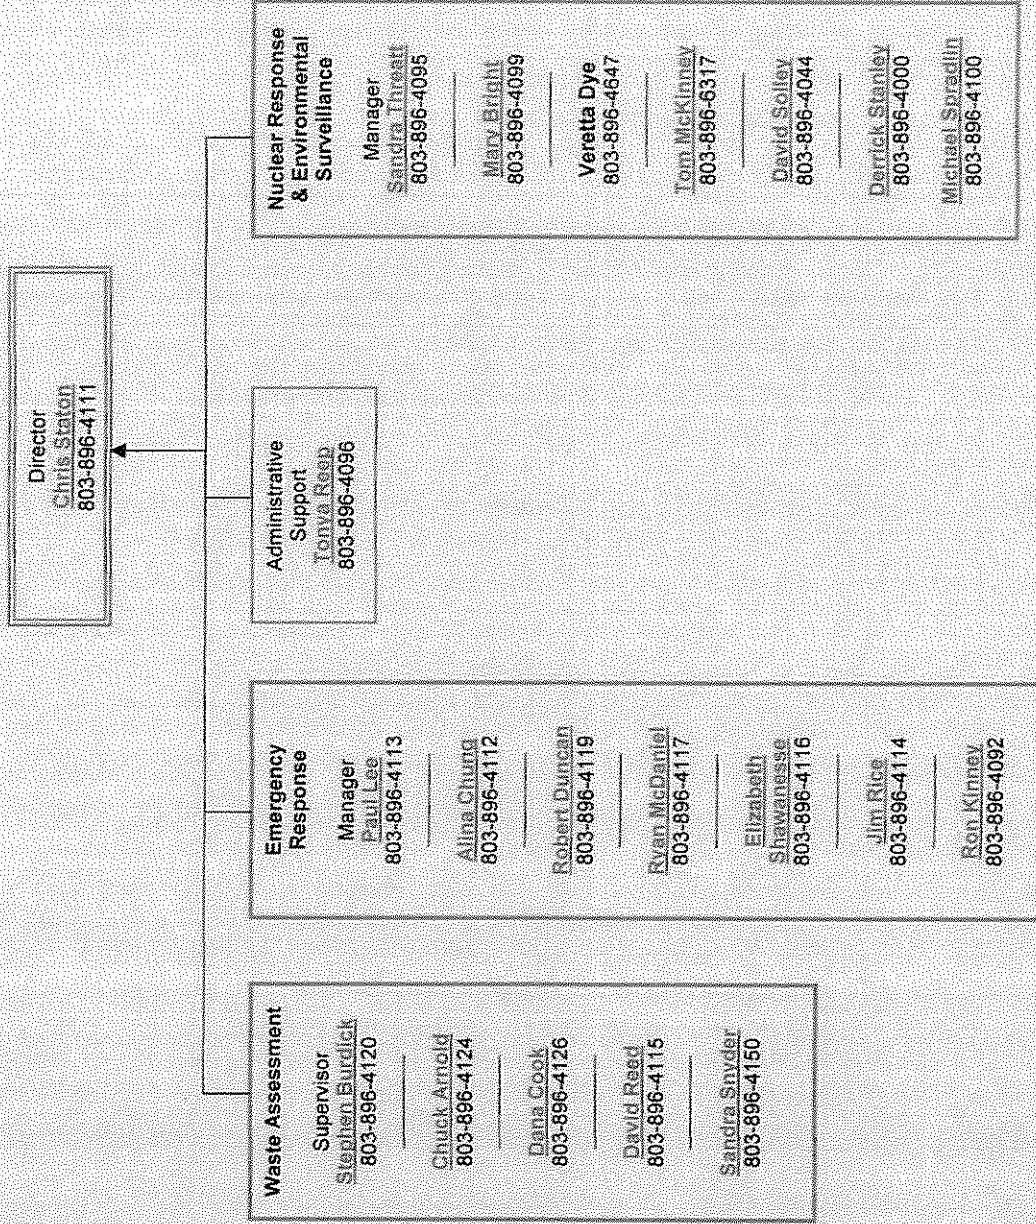 Director
Chris Staton
803-896-4111
Waste Assessment
Supervisor
Stephen Burdick
803-896-4120
Chuck Arnold
803-896-4124
Dana Cook
803-896-4126
David Reed
803-896-4115
Sandra Snyder
803-896-4150
Emergency
Response
Manager
Paul Lee
803-896-4113
Alina Chung
803-896-4112
Robert Duncan
803-896-4119
Ryan McDaniel
803-896-4117
Elizabeth
Shawanesse
803-896-4116
Jim Rice
803-896-4114
Ron Kinney
803-896-4092
Administrative
Support
Tonya Reep
803-896-4096
Nuclear Response
& Environmental
Surveillance
Manager
Sandra Threatt
803-896-4095
Mary Bright
803-896-4099
Veretta Dye
803-896-4647
Tom McKinney
803-896-6317
David Solley
803-896-4044
Derrick Stanley
803-896-4000
Michael Spredlin
803-896-4100